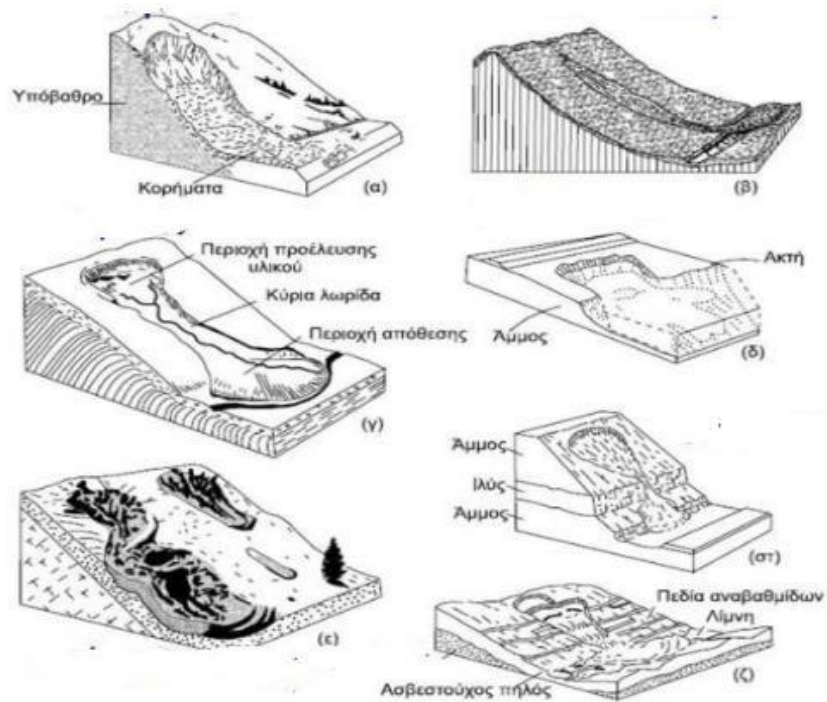 Υπόβαθρο
Κορήματα
(α)
(β)
Περιοχή προέλευσης
υλικού
Κύρια λωρίδα
Περιοχή απόθεσης
(γ)
Ακτή
Άμμος
(δ)
(ε)
Άμμος
Ιλύς
Άμμος
(στ)
Πεδία αναβαθμίδων
Λίμνη
Ασβεστούχος πηλός
(ζ)